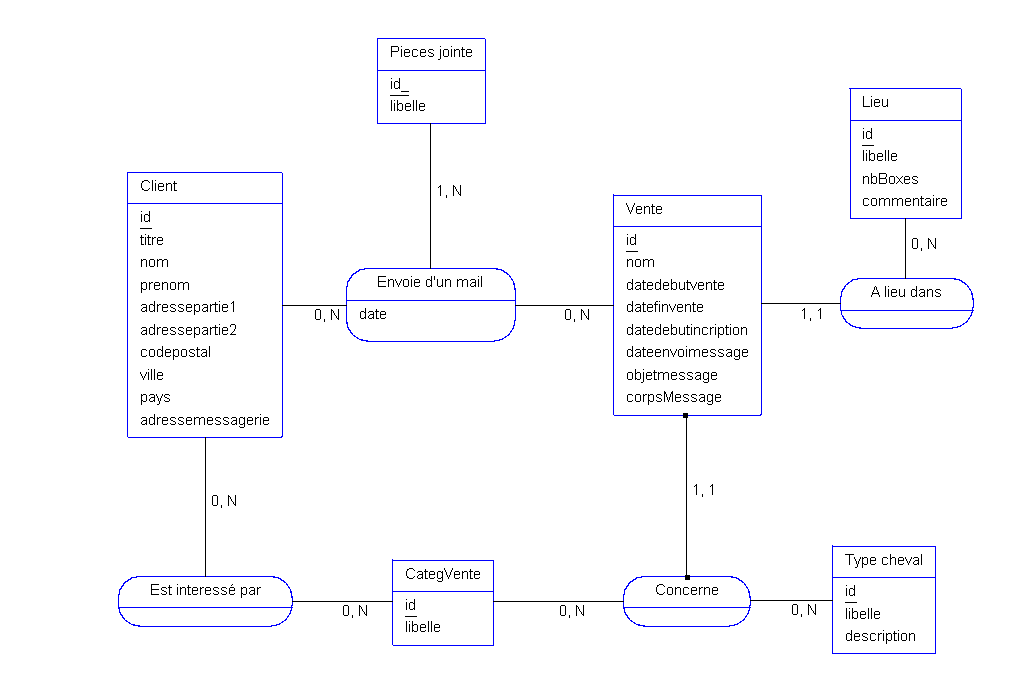 Pieces jointe
id_
libelle
1, N
Lieu
id
libelle
nbBoxes
commentaire
0, N
Client
id
titre
nom
prenom
adressepartie1
adressepartie2
codepostal
ville
pays
adressemessagerie
0, N
Envoie d'un mail
date
0, N
Vente
id
nom
datedebutvente
datefinvente
datedebutincription
dateenvoimessage
objetmessage
corpsMessage
1, 1
A lieu dans
0, N
1, 1
Est interessé par
0, N
CategVente
id
libelle
0, N
Concerne
0, N
Type cheval
id
libelle
description